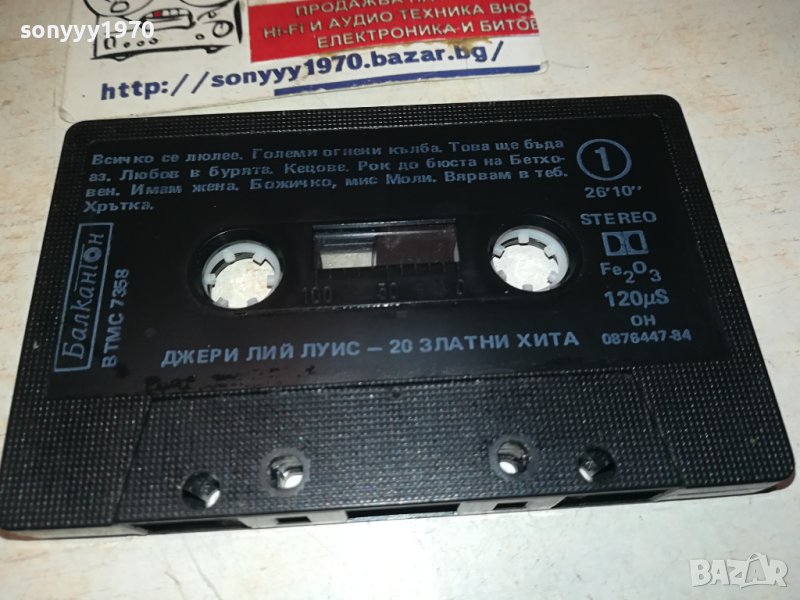 sonyyy1970
ПРОДАЖБА НА
HI-FI И АУДИО ТЕХНИКА ВНО
ЕЛЕКТРОНИКА И БИТОВ
http://sonyyy1970.bazar.bg/
Всичко се люлее. Големи огнени кълба. Това ще бъда
аз. Любов в бурята. Кецове. Рок до бюста на Бетхо-
вен. Имам жена. Божичко, мис Моли. Вярвам в теб.
Хрътка.
1
26'10"
STEREO
Fe2O3
120µS
ОН
0876447-84
Балкантон
ВТМС 7358
100 50 0
ДЖЕРИ ЛИЙ ЛУИС – 20 ЗЛАТНИ ХИТА
BAZAR